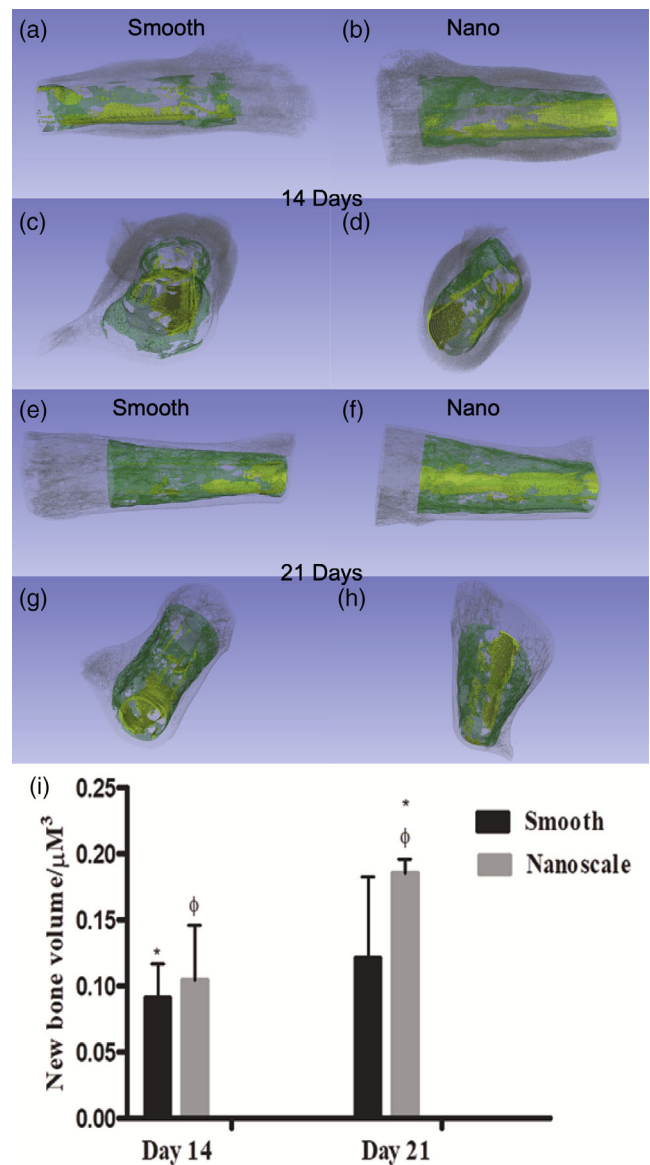 (a) Smooth (b) Nano
14 Days
(c) (d)
(e) Smooth (f) Nano
21 Days
(g) (h)
(i)
0.25
0.20
0.15
0.10
0.05
0.00
New bone volume/μM³
* ϕ
* ϕ
Smooth
Nanoscale
Day 14 Day 21